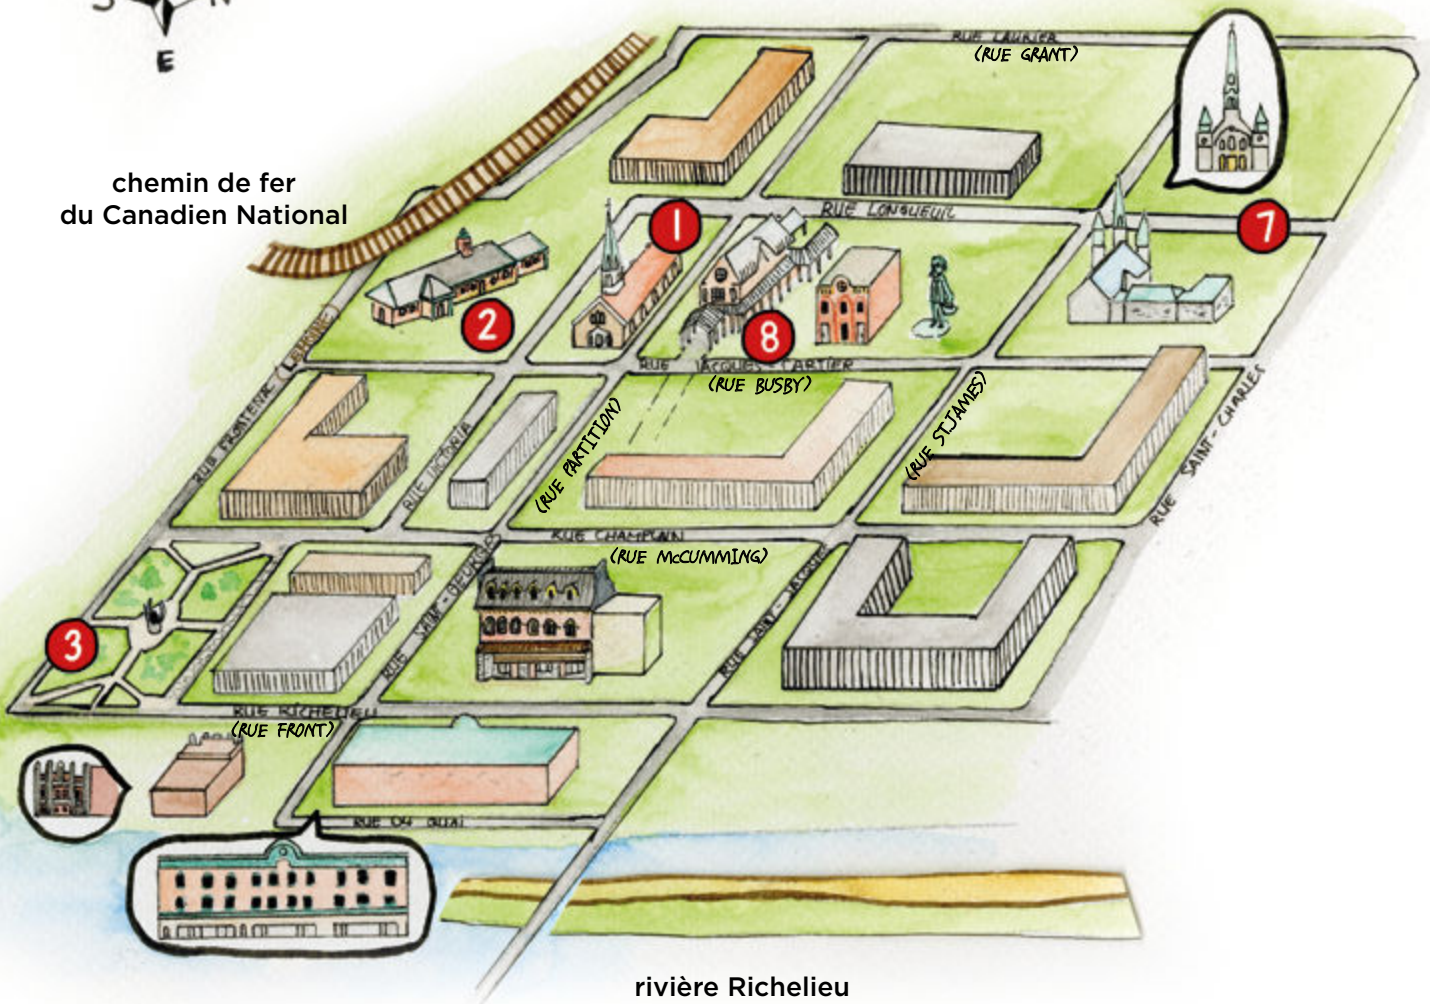 S N
E
RUE LAURIER
(RUE GRANT)
chemin de fer
du Canadien National
RUE LONGUEUIL
1
7
2
8
RUE JACQUES-CARTIER
(RUE BUSBY)
RUE FRONTENAC
RUE VICTORIA
(RUE PARTITION)
(RUE ST.JAMES)
RUE SAINT-CHARLES
RUE CHAMPLAIN
(RUE McCUMMING)
RUE SAINT-GEORGES
RUE SAINT-JACQUES
3
RUE RICHELIEU
(RUE FRONT)
RUE DU QUAI
rivière Richelieu